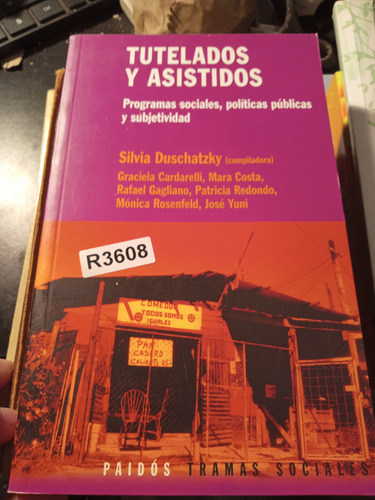 TUTELADOS
Y ASISTIDOS
Programas sociales, políticas públicas
y subjetividad
Silvia Duschatzky (compiladora)
Graciela Cardarelli, Mara Costa,
Rafael Gagliano, Patricia Redondo,
Mónica Rosenfeld, José Yuni
R3608
COMEDOR
TODOS SOMOS
IGUALES
PAN
CASERO
CALIENTE
PAIDÓS TRAMAS SOCIALES